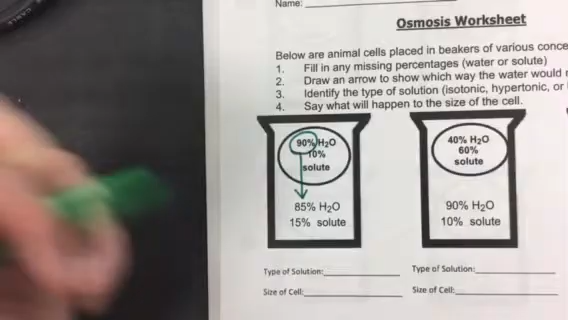 Name:
Osmosis Worksheet
Below are animal cells placed in beakers of various
1. Fill in any missing percentages (water or solute)
2. Draw an arrow to show which way the water would
3. Identify the type of solution (isotonic, hypertonic, or
4. Say what will happen to the size of the cell.
90% H₂O
10%
solute
85% H₂O
15% solute
40% H₂O
60%
solute
90% H₂O
10% solute
Type of Solution:
Size of Cell:
Type of Solution:
Size of Cell: